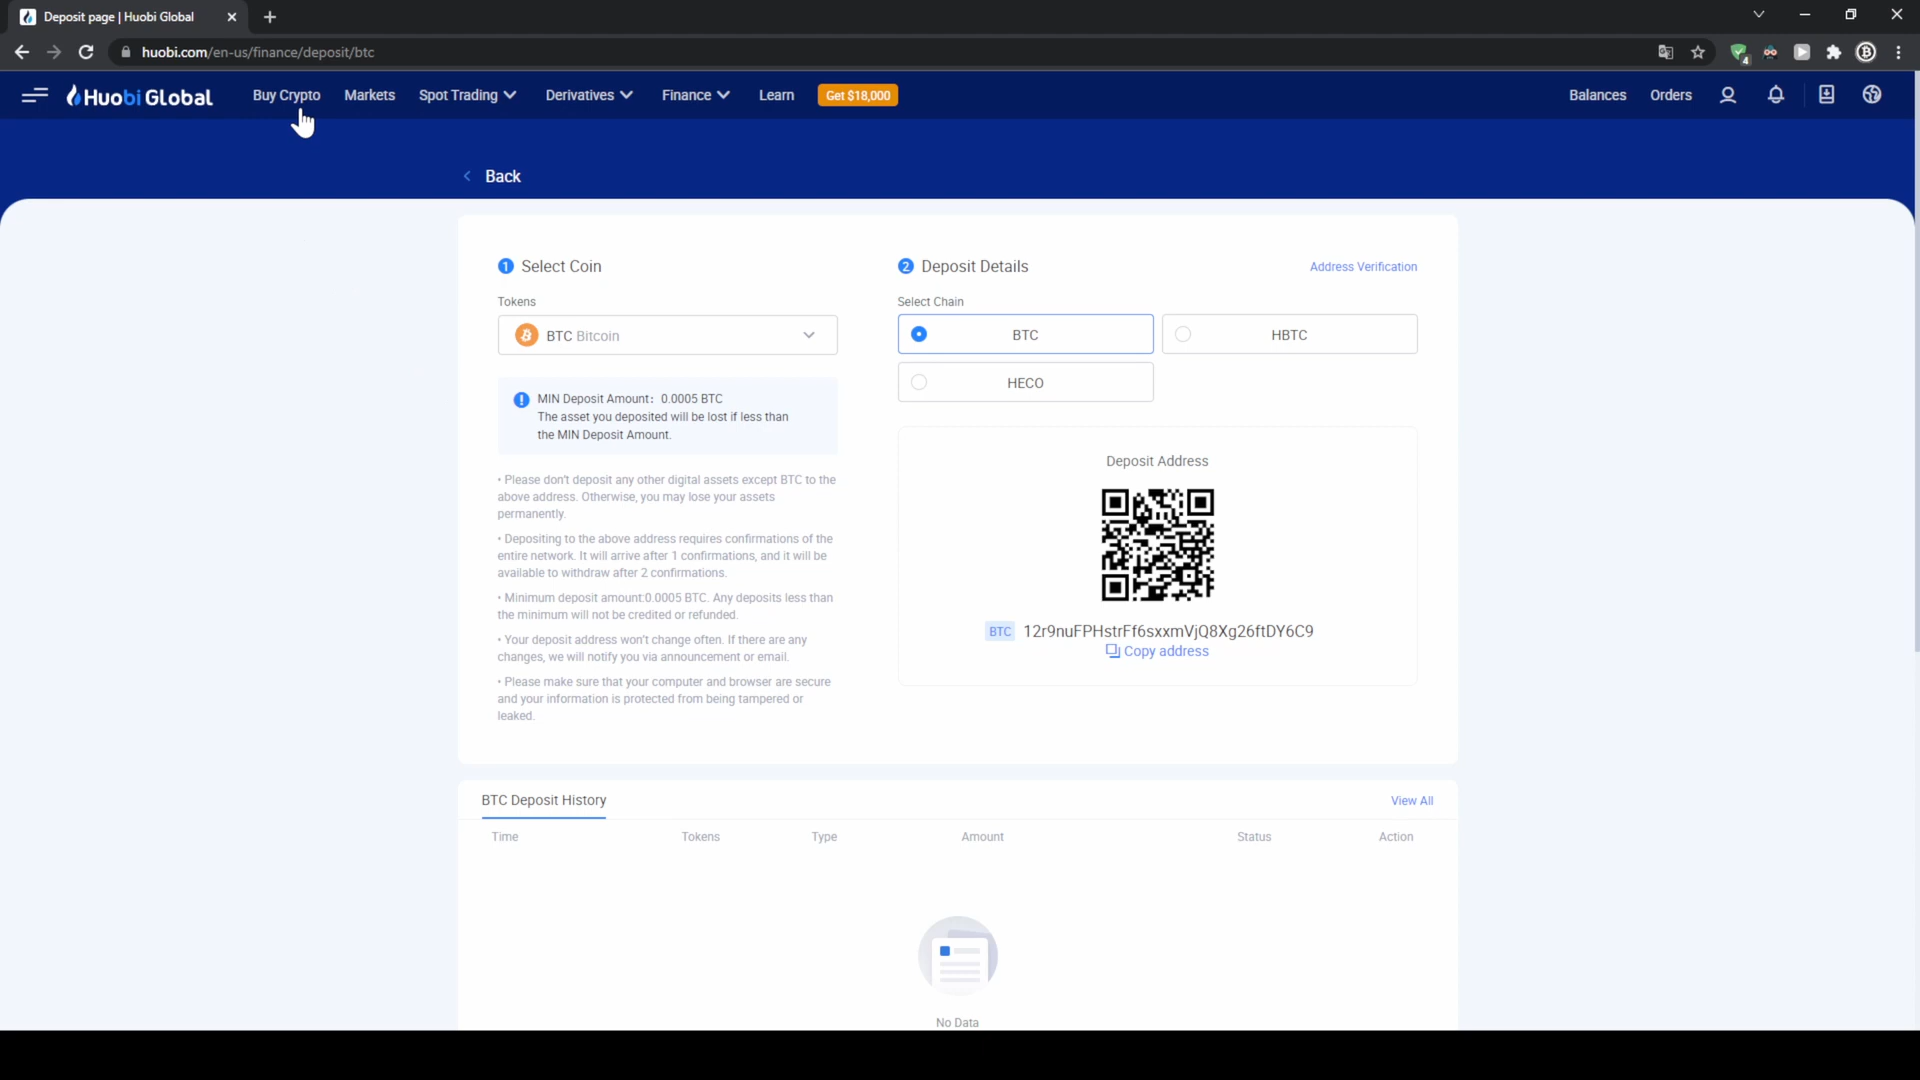 Deposit page | Huobi Global
huobi.com/en-us/finance/deposit/btc
4
Huobi Global
Buy Crypto
Markets
Spot Trading
Derivatives
Finance
Learn
Get $18,000
Balances
Orders
Back
1 Select Coin
Tokens
BTC Bitcoin
MIN Deposit Amount: 0.0005 BTC
The asset you deposited will be lost if less than
the MIN Deposit Amount.
• Please don't deposit any other digital assets except BTC to the
above address. Otherwise, you may lose your assets
permanently.
• Depositing to the above address requires confirmations of the
entire network. It will arrive after 1 confirmations, and it will be
available to withdraw after 2 confirmations.
• Minimum deposit amount:0.0005 BTC. Any deposits less than
the minimum will not be credited or refunded.
• Your deposit address won't change often. If there are any
changes, we will notify you via announcement or email.
• Please make sure that your computer and browser are secure
and your information is protected from being tampered or
leaked.
2 Deposit Details
Address Verification
Select Chain
BTC
HBTC
HECO
Deposit Address
BTC 12r9nuFPHstrFf6sxxmVjQ8Xg26ftDY6C9
Copy address
BTC Deposit History
View All
Time
Tokens
Type
Amount
Status
Action
No Data